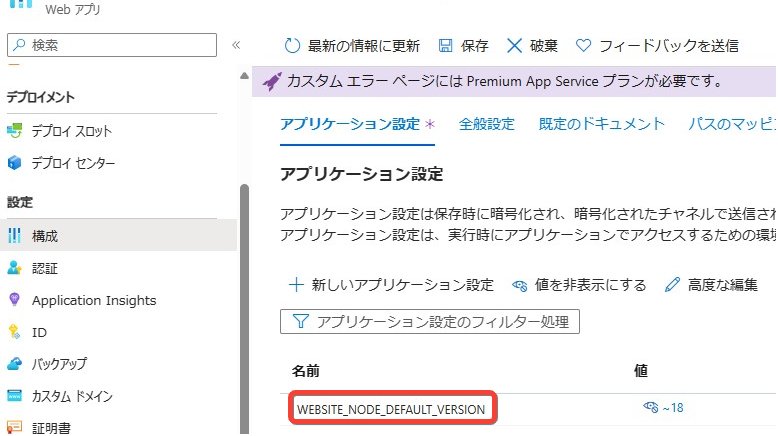 Web アプリ
検索
«
最新の情報に更新
保存
破棄
フィードバックを送信
カスタム エラー ページには Premium App Service プランが必要です。
デプロイメント
デプロイ スロット
デプロイ センター
設定
構成
認証
Application Insights
ID
バックアップ
カスタム ドメイン
証明書
アプリケーション設定 *
全般設定
既定のドキュメント
パスのマッピ
アプリケーション設定
アプリケーション設定は保存時に暗号化され、暗号化されたチャネルで送信さ
アプリケーション設定は、実行時にアプリケーションでアクセスするための環
+ 新しいアプリケーション設定
値を非表示にする
高度な編集
アプリケーション設定のフィルター処理
名前
値
WEBSITE_NODE_DEFAULT_VERSION
~18